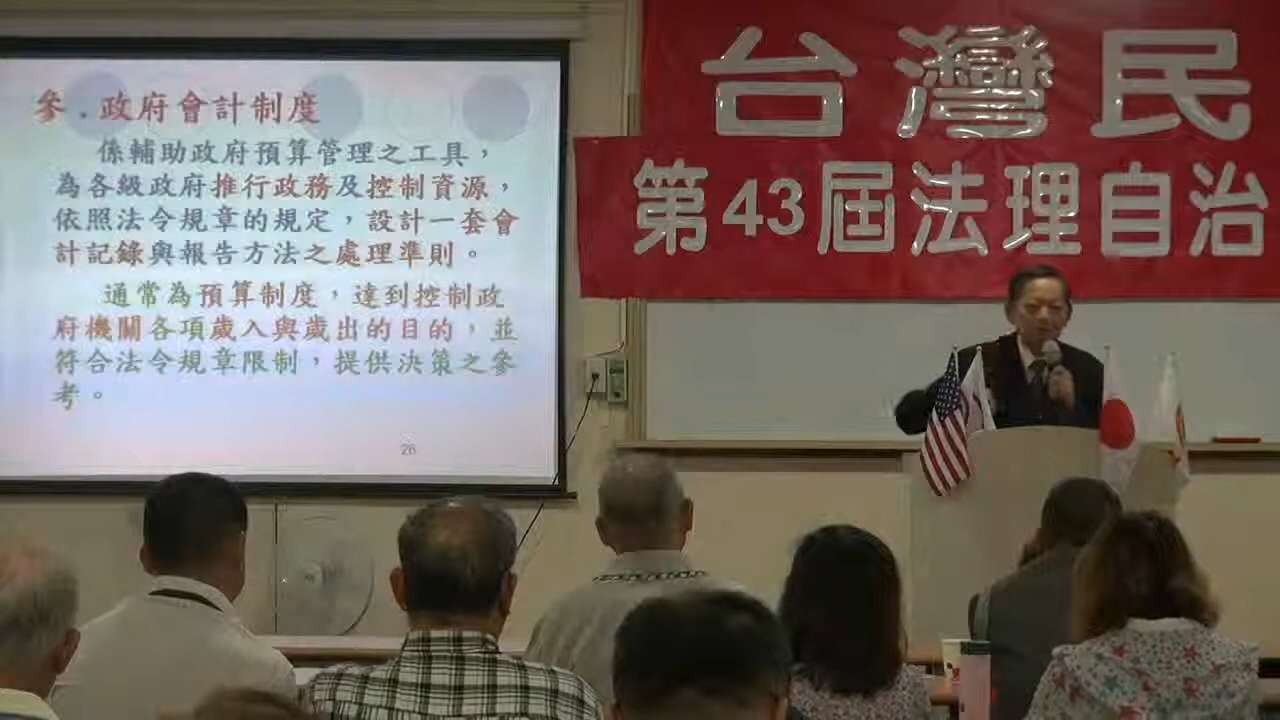 參.政府會計制度
係輔助政府預算管理之工具，
為各級政府推行政務及控制資源，
依照法令規章的規定，設計一套會
計記錄與報告方法之處理準則。
通常為預算制度，達到控制政
府機關各項歲入與歲出的目的，並
符合法令規章限制，提供決策之參
考。
26
台灣民
第43屆法理自治